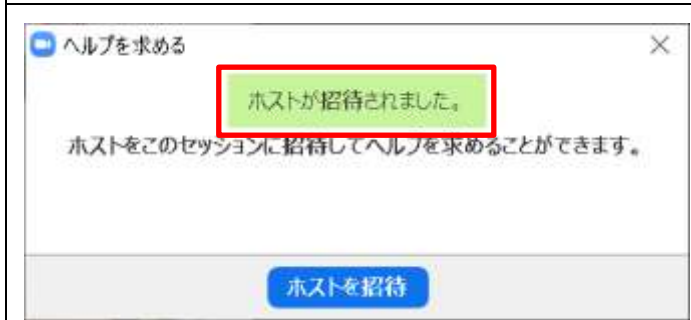 ヘルプを求める
ホストが招待されました。
ホストをこのセッションに招待してヘルプを求めることができます。
ホストを招待